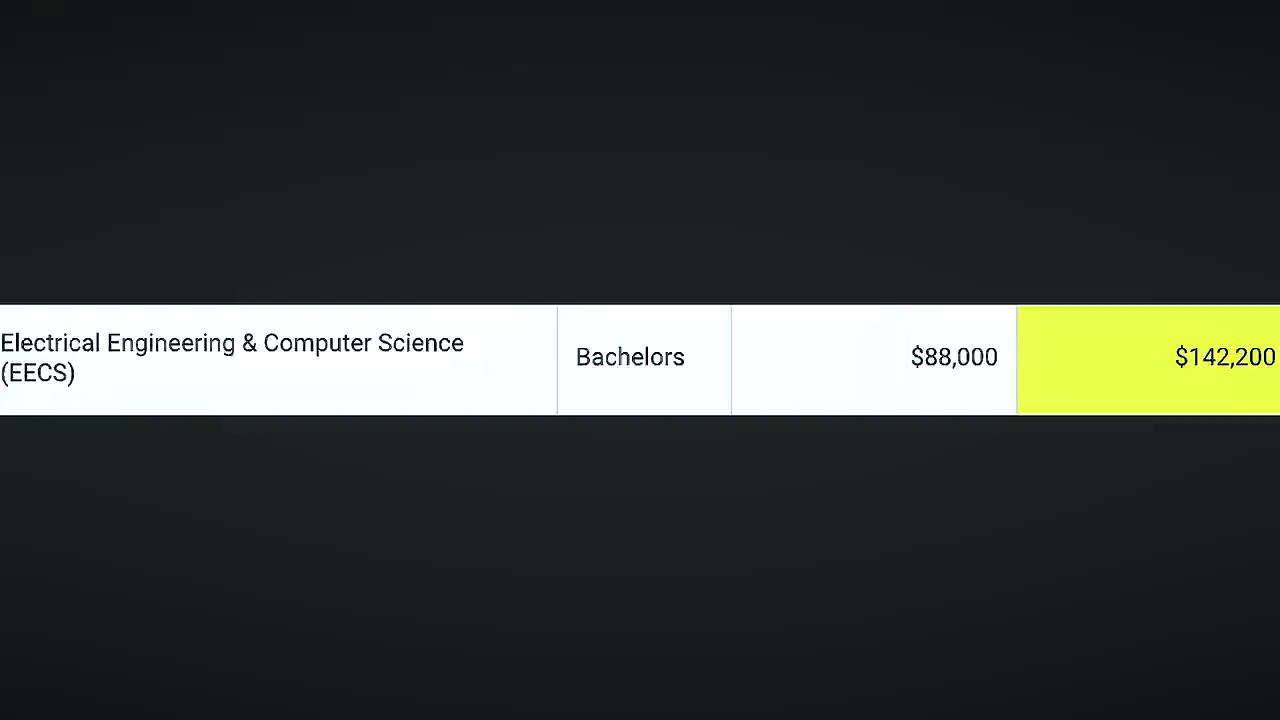 Electrical Engineering & Computer Science
(EECS)
Bachelors
$88,000
$142,200